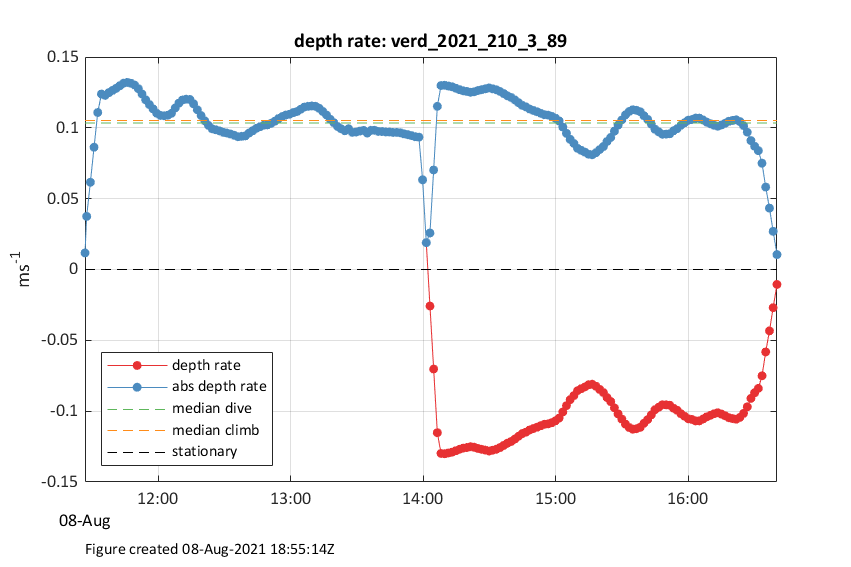 depth rate: verd_2021_210_3_89
0.15
0.1
0.05
0
-0.05
-0.1
-0.15
ms-1
depth rate
abs depth rate
median dive
median climb
stationary
12:00 13:00 14:00 15:00 16:00
08-Aug
Figure created 08-Aug-2021 18:55:14Z